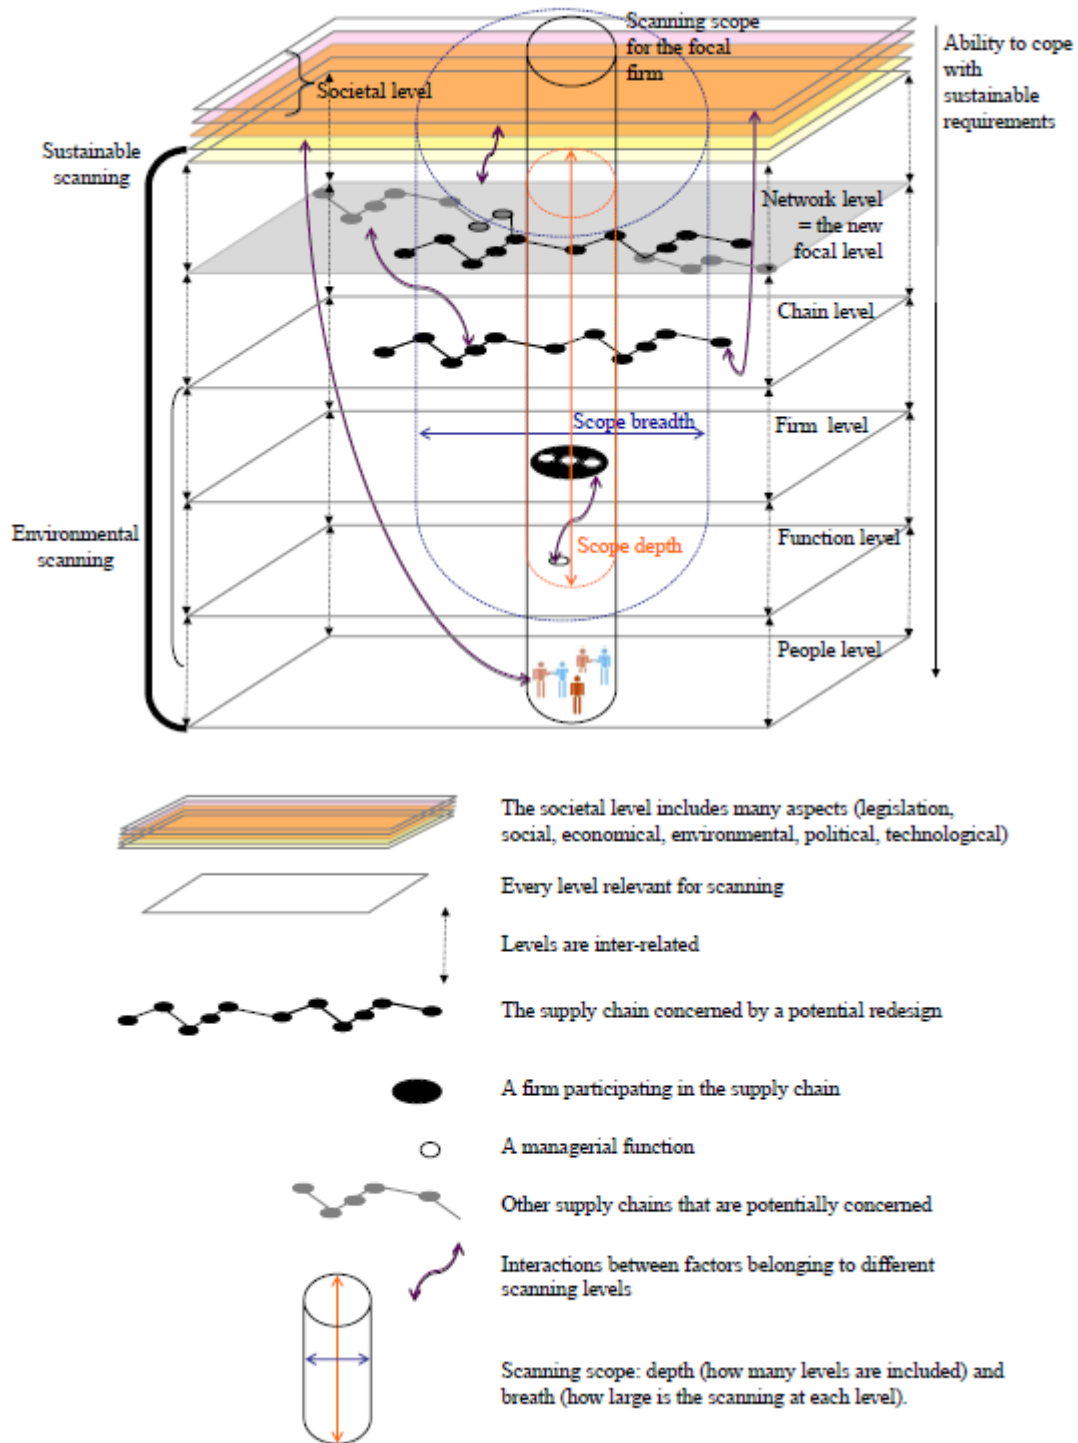 Scanning scope
for the focal
firm
Ability to cope
with
sustainable
requirements
Societal level
Sustainable
scanning
Network level
= the new
focal level
Chain level
Scope breadth
Firm level
Environmental
scanning
Function level
Scope depth
People level
The societal level includes many aspects (legislation,
social, economical, environmental, political, technological)
Every level relevant for scanning
Levels are inter-related
The supply chain concerned by a potential redesign
A firm participating in the supply chain
A managerial function
Other supply chains that are potentially concerned
Interactions between factors belonging to different
scanning levels
Scanning scope: depth (how many levels are included) and
breath (how large is the scanning at each level).